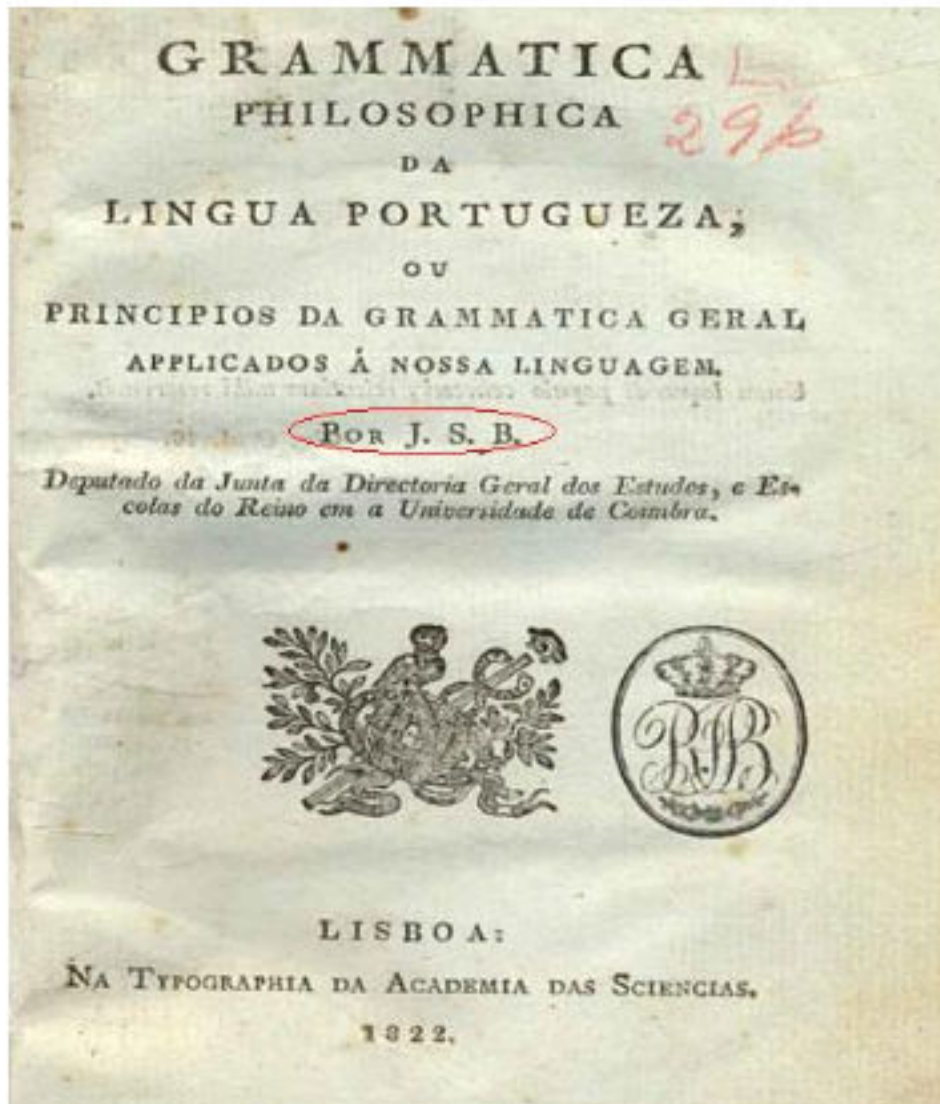 GRAMMATICA
PHILOSOPHICA
DA
LINGUA PORTUGUEZA,
OU
PRINCIPIOS DA GRAMMATICA GERAL
APPLICADOS Á NOSSA LINGUAGEM.
POR J. S. B.
Deputado da Junta da Directoria Geral dos Estudos, e Es-
colas do Reino em a Universidade de Coimbra.
LISBOA:
NA TYPOGRAPHIA DA ACADEMIA DAS SCIENCIAS.
1822.